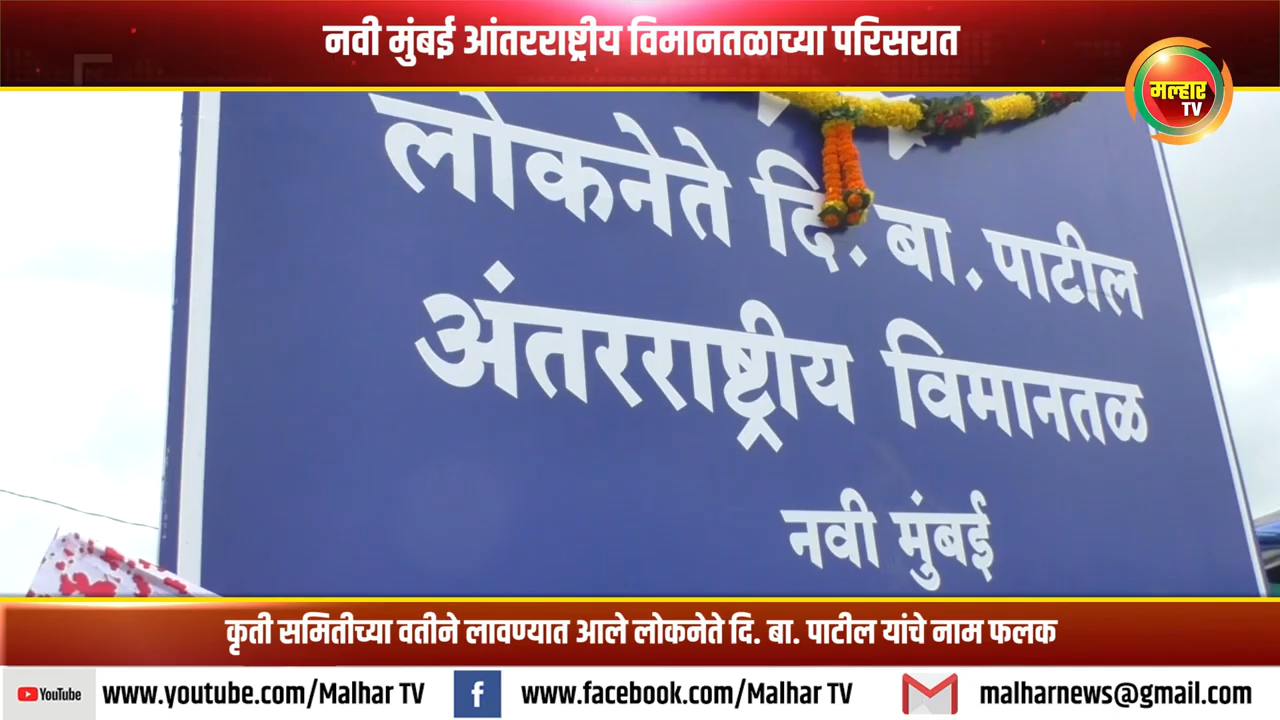 नवी मुंबई आंतरराष्ट्रीय विमानतळाच्या परिसरात
मल्हार
TV
लोकनेते दि. बा. पाटील
अंतरराष्ट्रीय विमानतळ
नवी मुंबई
कृती समितीच्या वतीने लावण्यात आले लोकनेते दि. बा. पाटील यांचे नाम फलक
YouTube www.youtube.com/Malhar TV f www.facebook.com/Malhar TV malharnews@gmail.com